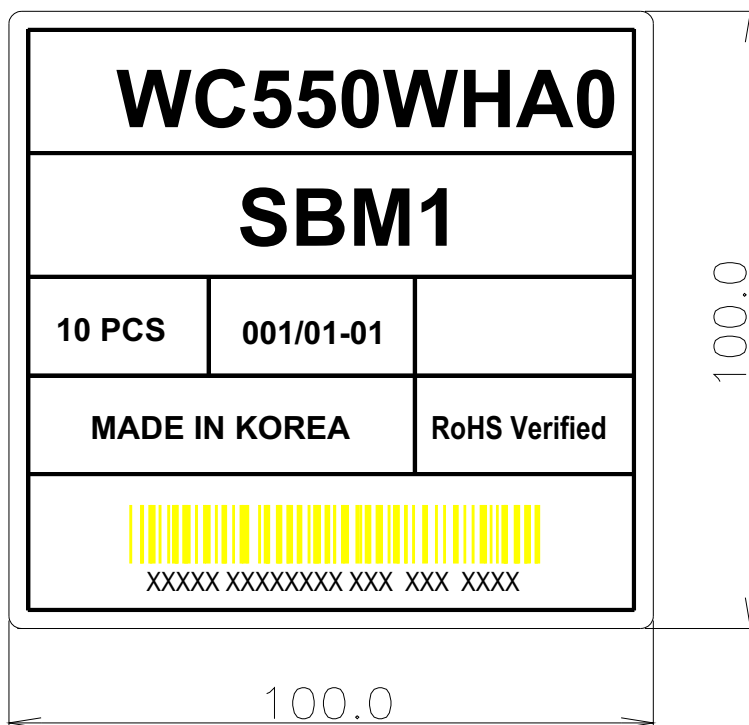 WC550WHA0
SBM1
10 PCS 001/01-01
MADE IN KOREA RoHS Verified
XXXXX XXXXXXXX XXX XXX XXXX
100.0
100.0